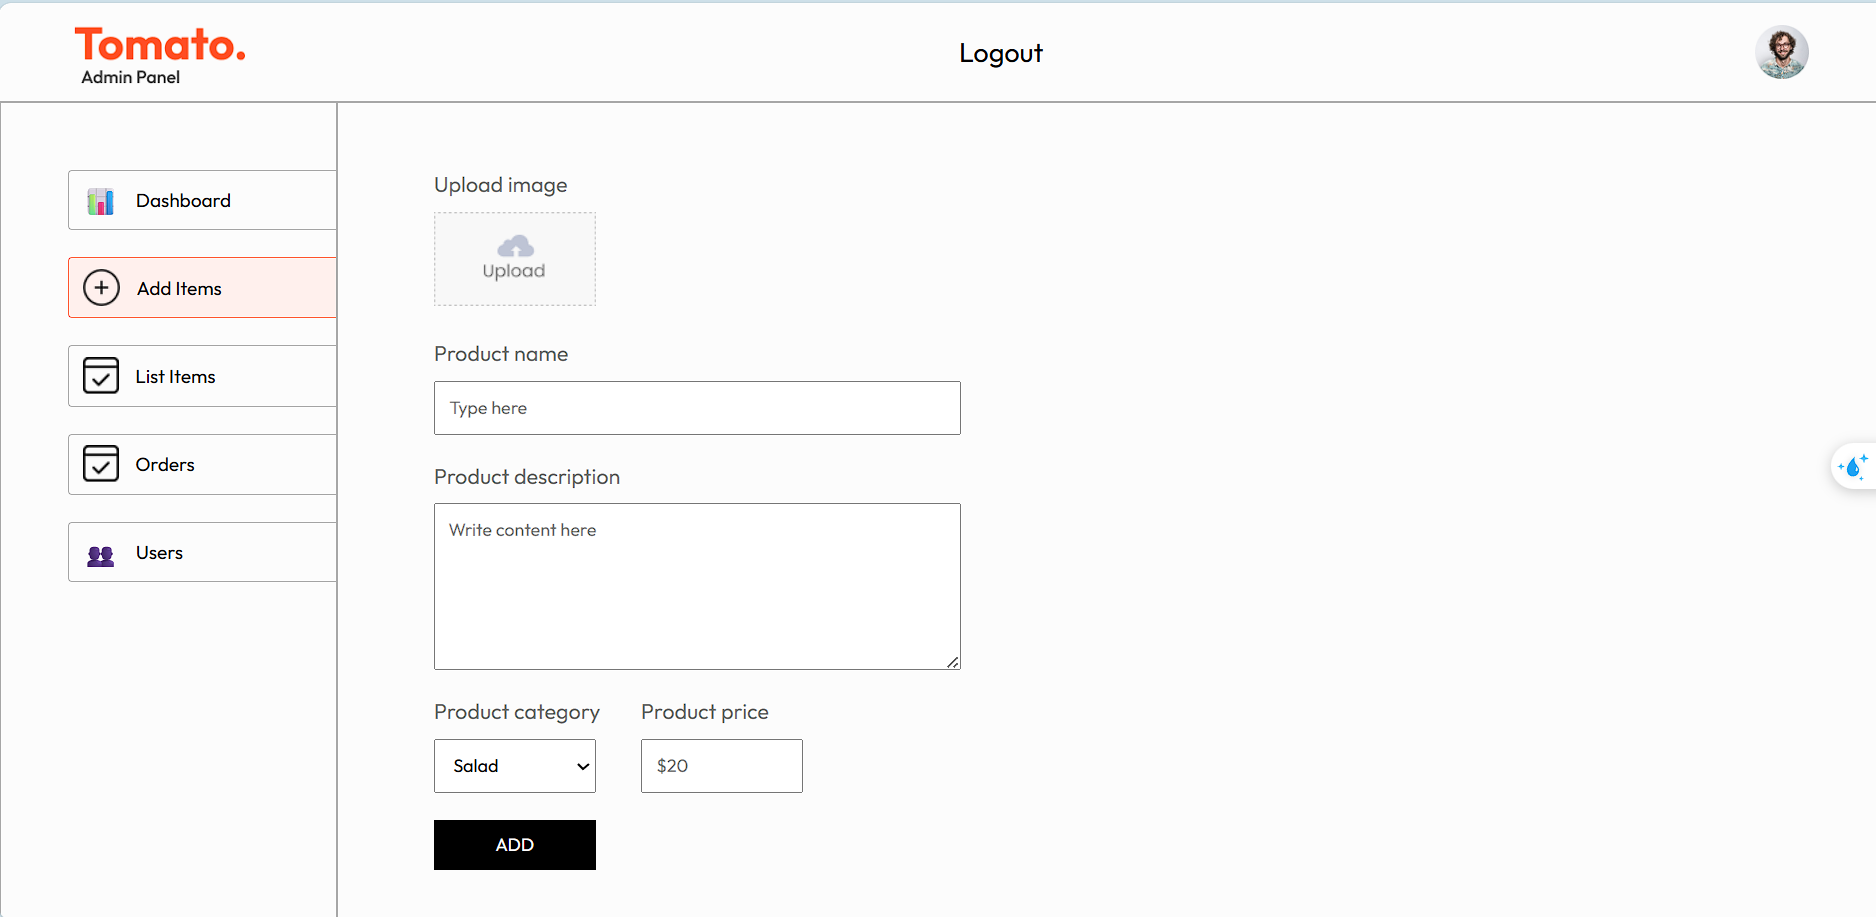 Tomato.
Admin Panel
Logout
Dashboard
Add Items
List Items
Orders
Users
Upload image
Upload
Product name
Type here
Product description
Write content here
Product category
Product price
Salad
$20
ADD